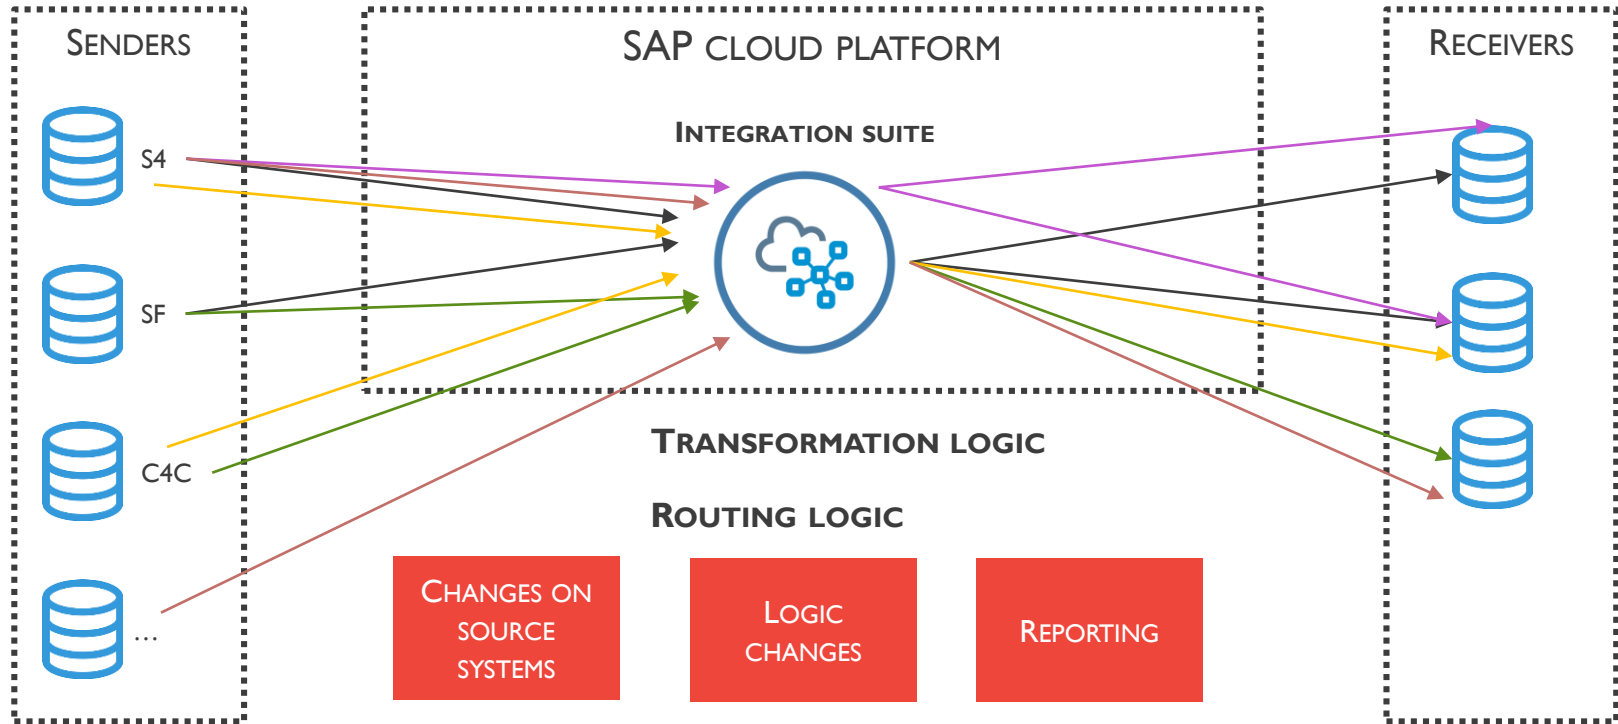 SENDERS
SAP CLOUD PLATFORM
RECEIVERS
INTEGRATION SUITE
S4
SF
C4C
...
TRANSFORMATION LOGIC
ROUTING LOGIC
CHANGES ON
SOURCE
SYSTEMS
LOGIC
CHANGES
REPORTING